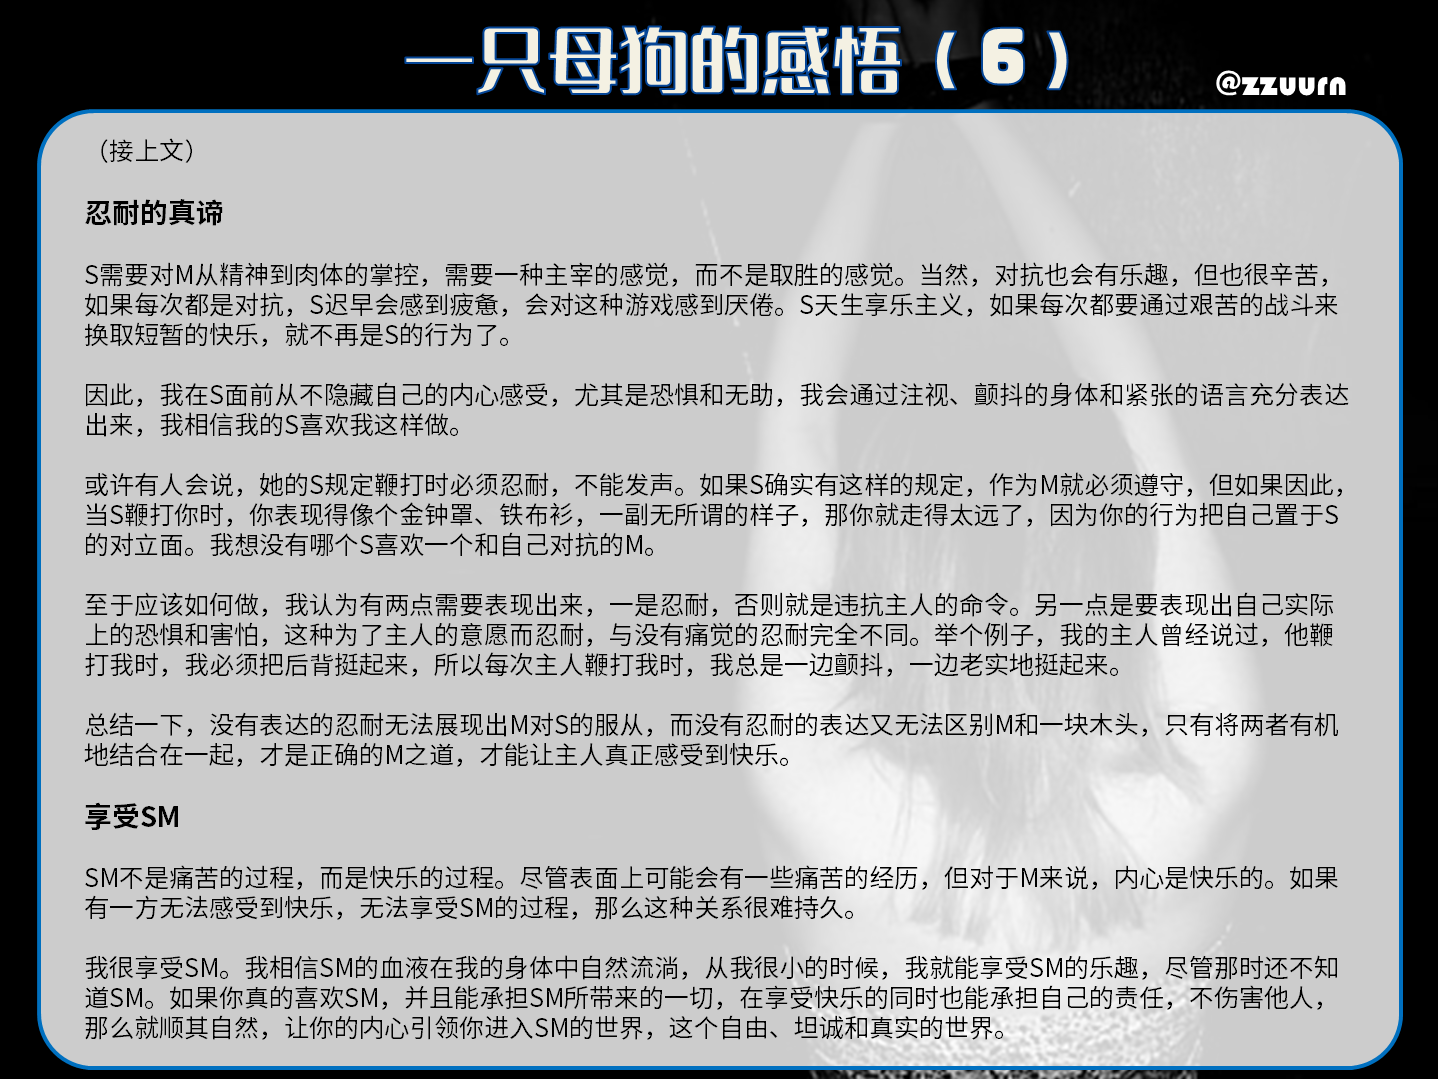 一只母狗的感悟（6）
@zzuurn
（接上文）
忍耐的真谛
S需要对M从精神到肉体的掌控，需要一种主宰的感觉，而不是取胜的感觉。当然，对抗也会有乐趣，但也很辛苦，
如果每次都是对抗，S迟早会感到疲惫，会对这种游戏感到厌倦。S天生享乐主义，如果每次都要通过艰苦的战斗来
换取短暂的快乐，就不再是S的行为了。
因此，我在S面前从不隐藏自己的内心感受，尤其是恐惧和无助，我会通过注视、颤抖的身体和紧张的语言充分表达
出来，我相信我的S喜欢我这样做。
或许有人会说，她的S规定鞭打时必须忍耐，不能发声。如果S确实有这样的规定，作为M就必须遵守，但如果因此，
当S鞭打你时，你表现得像个金钟罩、铁布衫，一副无所谓的样子，那你就走得太远了，因为你的行为把自己置于S
的对立面。我想没有哪个S喜欢一个和自己对抗的M。
至于应该如何做，我认为有两点需要表现出来，一是忍耐，否则就是违抗主人的命令。另一点是要表现出自己实际
上的恐惧和害怕，这种为了主人的意愿而忍耐，与没有痛觉的忍耐完全不同。举个例子，我的主人曾经说过，他鞭
打我时，我必须把后背挺起来，所以每次主人鞭打我时，我总是一边颤抖，一边老实地挺起来。
总结一下，没有表达的忍耐无法展现出M对S的服从，而没有忍耐的表达又无法区别M和一块木头，只有将两者有机
地结合在一起，才是正确的M之道，才能让主人真正感受到快乐。
享受SM
SM不是痛苦的过程，而是快乐的过程。尽管表面上可能会有一些痛苦的经历，但对于M来说，内心是快乐的。如果
有一方无法感受到快乐，无法享受SM的过程，那么这种关系很难持久。
我很享受SM。我相信SM的血液在我的身体中自然流淌，从我很小的时候，我就能享受SM的乐趣，尽管那时还不知
道SM。如果你真的喜欢SM，并且能承担SM所带来的一切，在享受快乐的同时也能承担自己的责任，不伤害他人，
那么就顺其自然，让你的内心引领你进入SM的世界，这个自由、坦诚和真实的世界。